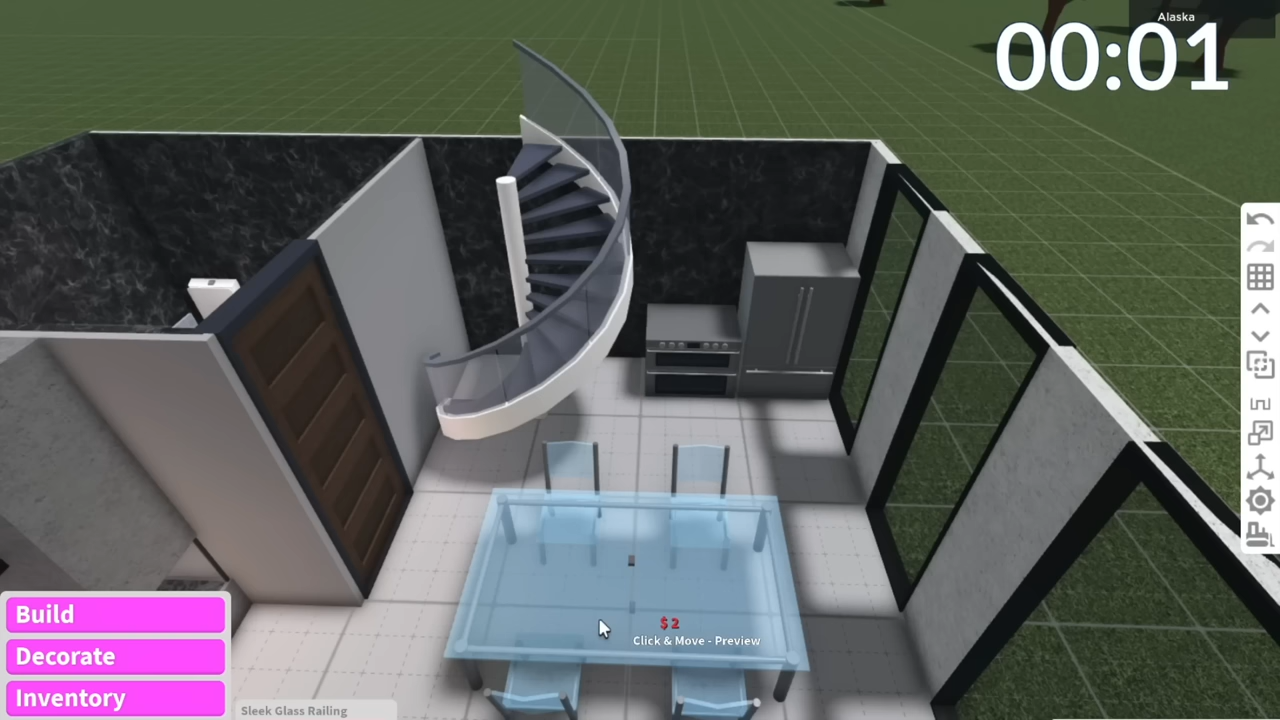 Alaska
00:01
$2
Click & Move - Preview
Build
Decorate
Inventory
Sleek Glass Railing